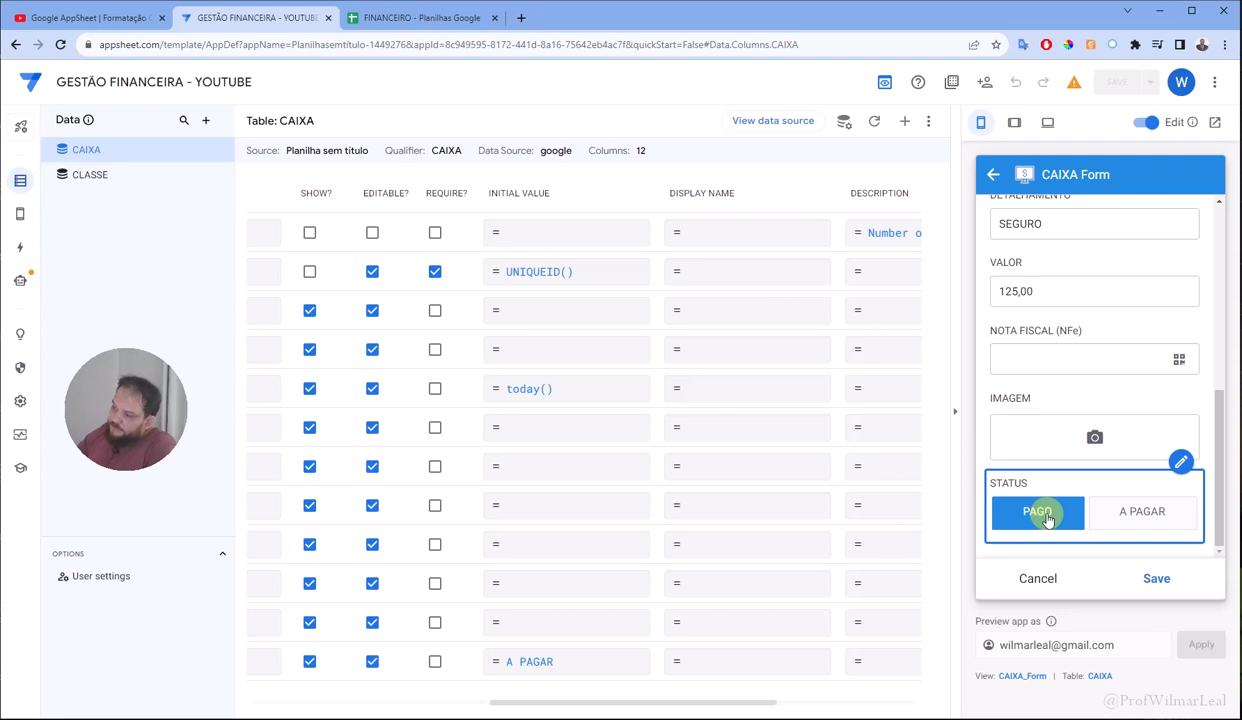 Google AppSheet | Formatação C
GESTÃO FINANCEIRA - YOUTUBE
FINANCEIRO - Planilhas Google
appsheet.com/template/AppDef?appName=Planilhasemtítulo-1449276&appId=8c949595-8172-441d-8a16-75642eb4ac7f&quickStart=False#Data.Columns.CAIXA
GESTÃO FINANCEIRA - YOUTUBE
SAVE
W
Data
Table: CAIXA
View data source
Edit
CAIXA
Source: Planilha sem título Qualifier: CAIXA Data Source: google Columns: 12
CLASSE
CAIXA Form
SHOW? EDITABLE? REQUIRE? INITIAL VALUE DISPLAY NAME DESCRIPTION
DETALHAMENTO
SEGURO
= = = Number o
VALOR
= UNIQUEID() = =
125,00
= = =
NOTA FISCAL (NFe)
= = =
= today() = =
IMAGEM
= = =
= = =
STATUS
PAGO A PAGAR
= = =
= = =
OPTIONS
User settings
= = =
Cancel Save
= = =
Preview app as
wilmarleal@gmail.com Apply
= A PAGAR = =
View: CAIXA_Form | Table: CAIXA
@ProfWilmarLeal